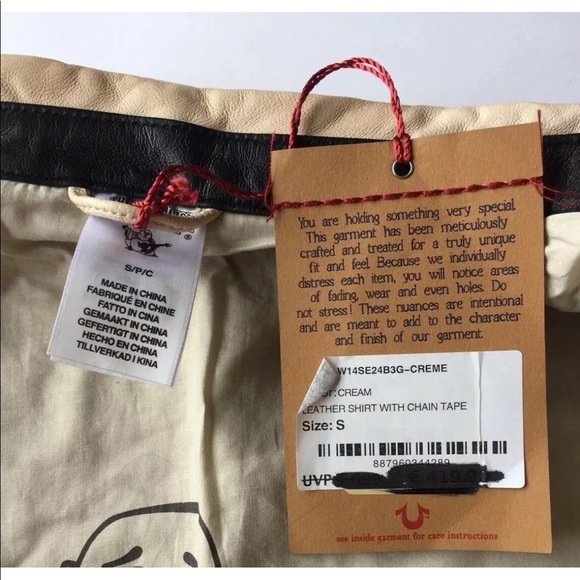 S/P/C
MADE IN CHINA
FABRIQUÉ EN CHINE
FATTO IN CINA
GEMAAKT IN CHINA
GEFERTIGT IN CHINA
HECHO EN CHINA
TILLVERKAD I KINA
You are holding something very special.
This garment has been meticulously
crafted and treated for a truly unique
fit and feel. Because we individually
distress each item, you will notice areas
of fading, wear and even holes. Do
not stress! These nuances are intentional
and are meant to add to the character
and finish of our garment.
W14SE24B3G-CREME
CREAM
LEATHER SHIRT WITH CHAIN TAPE
Size: S
887960344289
UVP:
see inside garment for care instructions